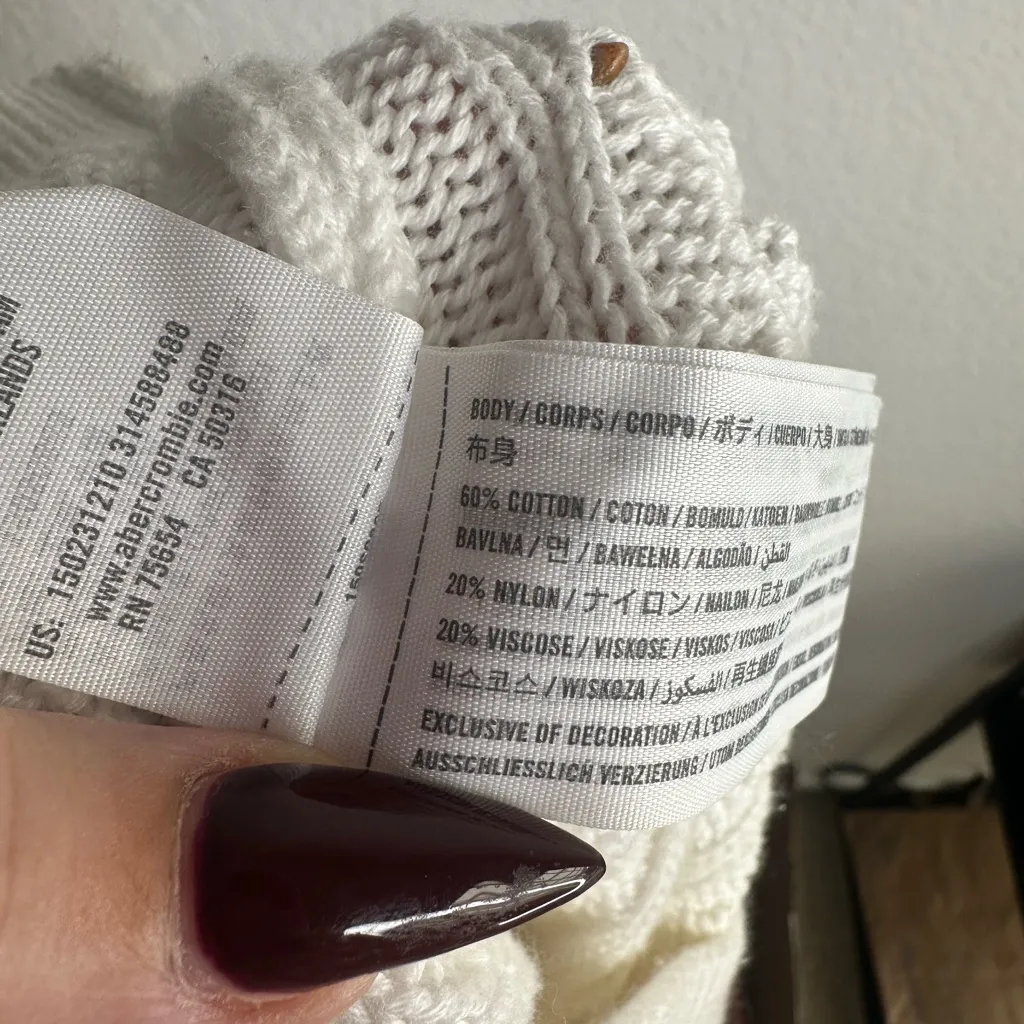 RLANDS
US: 150231210 314588488
www.abercrombie.com
RN 75654 CA 50316
BODY / CORPS / CORPO / ボディ / CUERPO / 大身 /
布身
60% COTTON / COTON / BOMULD / KATOEN /
BAVLNA / 면 / BAWEŁNA / ALGODÃO / القطن
20% NYLON / ナイロン / NAILON / 尼龙 /
20% VISCOSE / VISKOSE / VISKOS / VISCOSA /
비스코스 / WISKOZA / الفسكوز / 再生纖維
EXCLUSIVE OF DECORATION / À L'EXCLUSION
AUSSCHLIESSLICH VERZIERUNG / UTOM